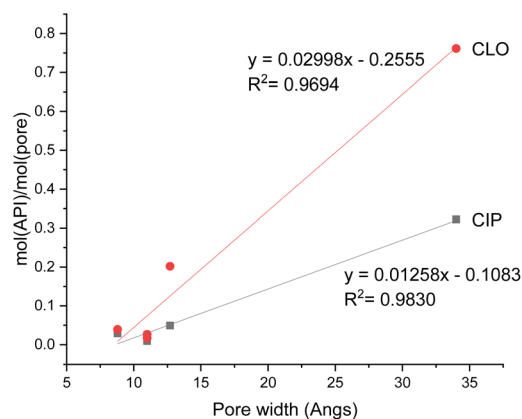 0.8
0.7
0.6
0.5
0.4
0.3
0.2
0.1
0.0
mol(API)/mol(pore)
y = 0.02998x - 0.2555
R²= 0.9694
CLO
CIP
y = 0.01258x - 0.1083
R²= 0.9830
5 10 15 20 25 30 35
Pore width (Angs)